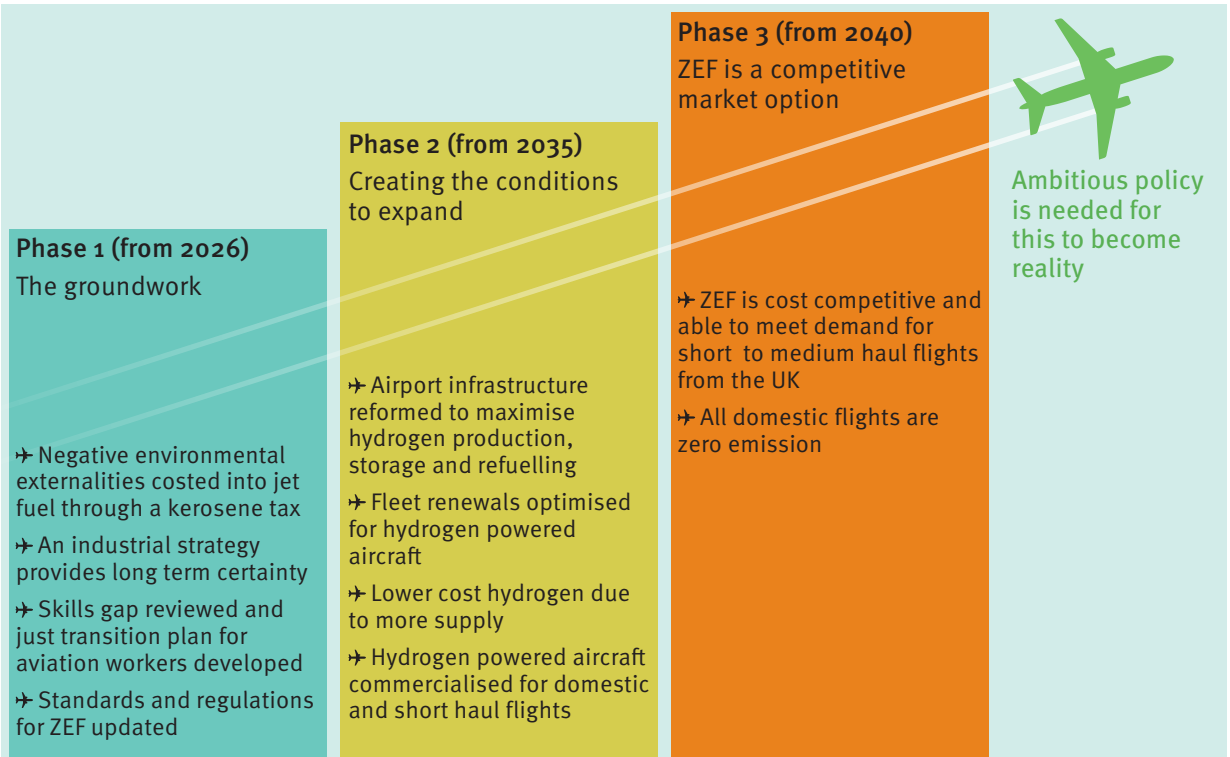 Phase 1 (from 2026)
The groundwork
Negative environmental
externalities costed into jet
fuel through a kerosene tax
An industrial strategy
provides long term certainty
Skills gap reviewed and
just transition plan for
aviation workers developed
Standards and regulations
for ZEF updated
Phase 2 (from 2035)
Creating the conditions
to expand
Airport infrastructure
reformed to maximise
hydrogen production,
storage and refuelling
Fleet renewals optimised
for hydrogen powered
aircraft
Lower cost hydrogen due
to more supply
Hydrogen powered aircraft
commercialised for domestic
and short haul flights
Phase 3 (from 2040)
ZEF is a competitive
market option
ZEF is cost competitive and
able to meet demand for
short to medium haul flights
from the UK
All domestic flights are
zero emission
Ambitious policy
is needed for
this to become
reality